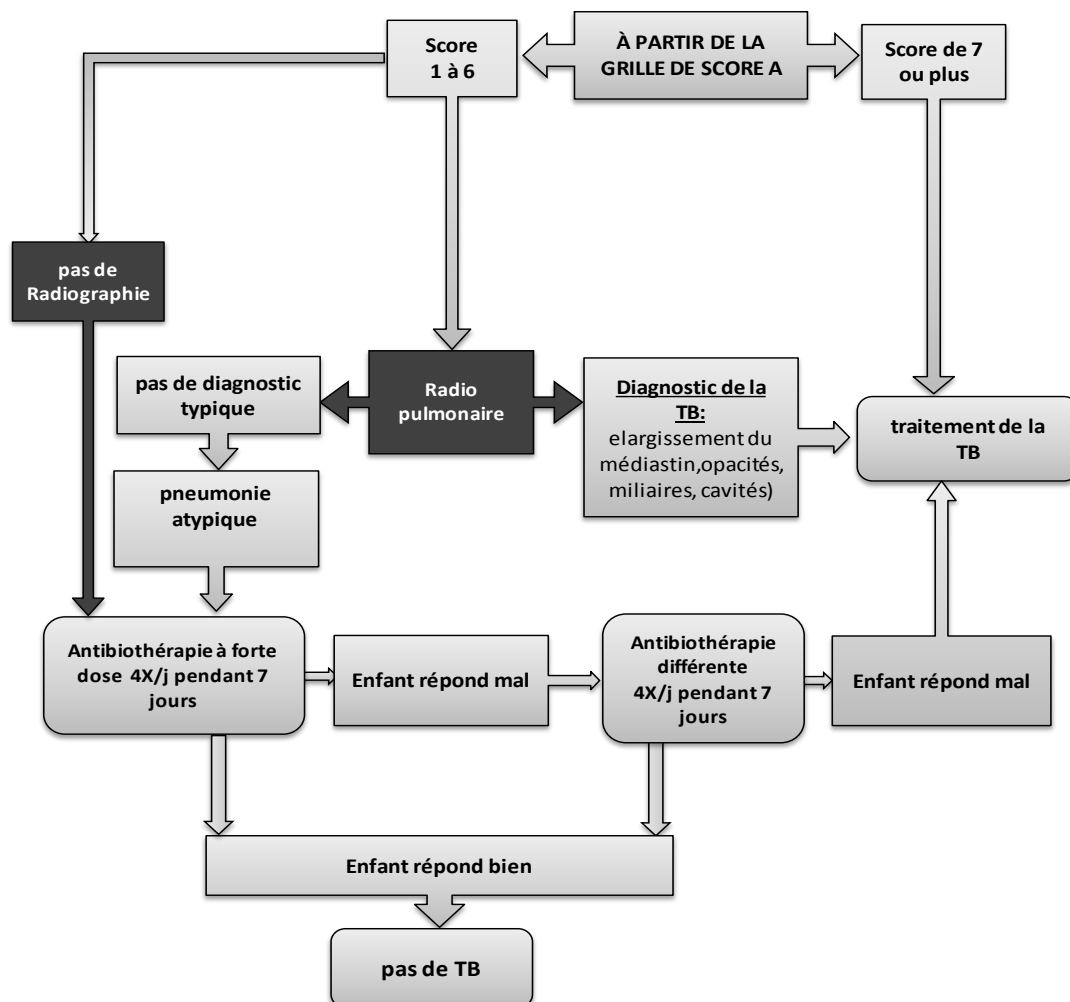 Score
1 à 6
À PARTIR DE LA
GRILLE DE SCORE A
Score de 7
ou plus
pas de
Radiographie
pas de diagnostic
typique
Radio
pulmonaire
Diagnostic de la
TB:
elargissement du
médiastin,opacités,
miliaires, cavités)
traitement de la
TB
pneumonie
atypique
Antibiothérapie à forte
dose 4X/j pendant 7
jours
Enfant répond mal
Antibiothérapie
différente
4X/j pendant 7
jours
Enfant répond mal
Enfant répond bien
pas de TB